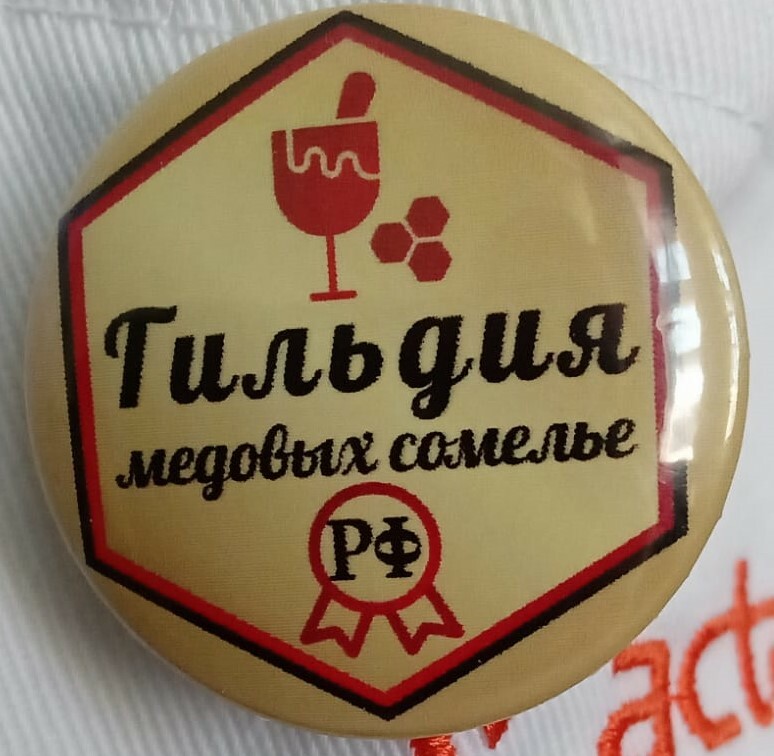 Гильдия
медовых сомелье
РФ